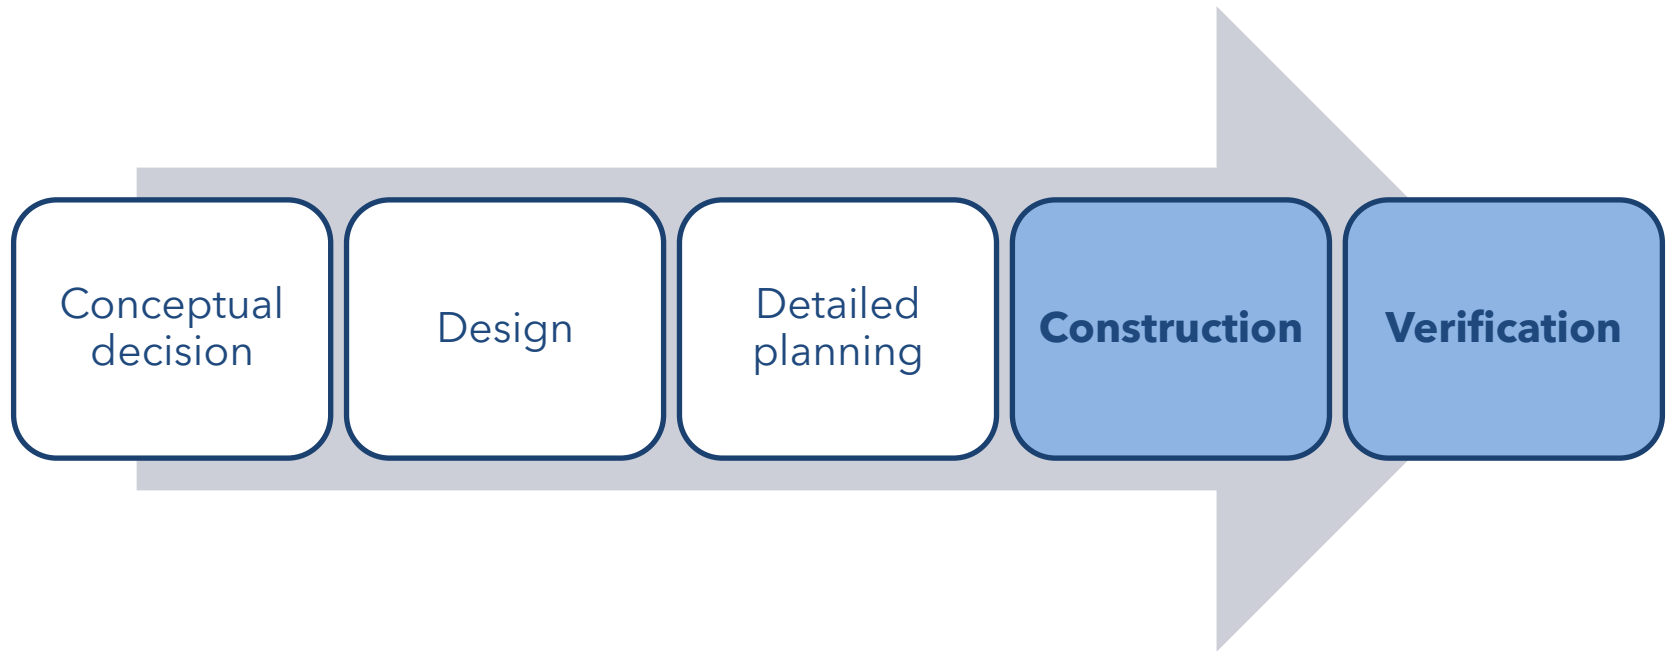 Conceptual
decision
Design
Detailed
planning
Construction
Verification